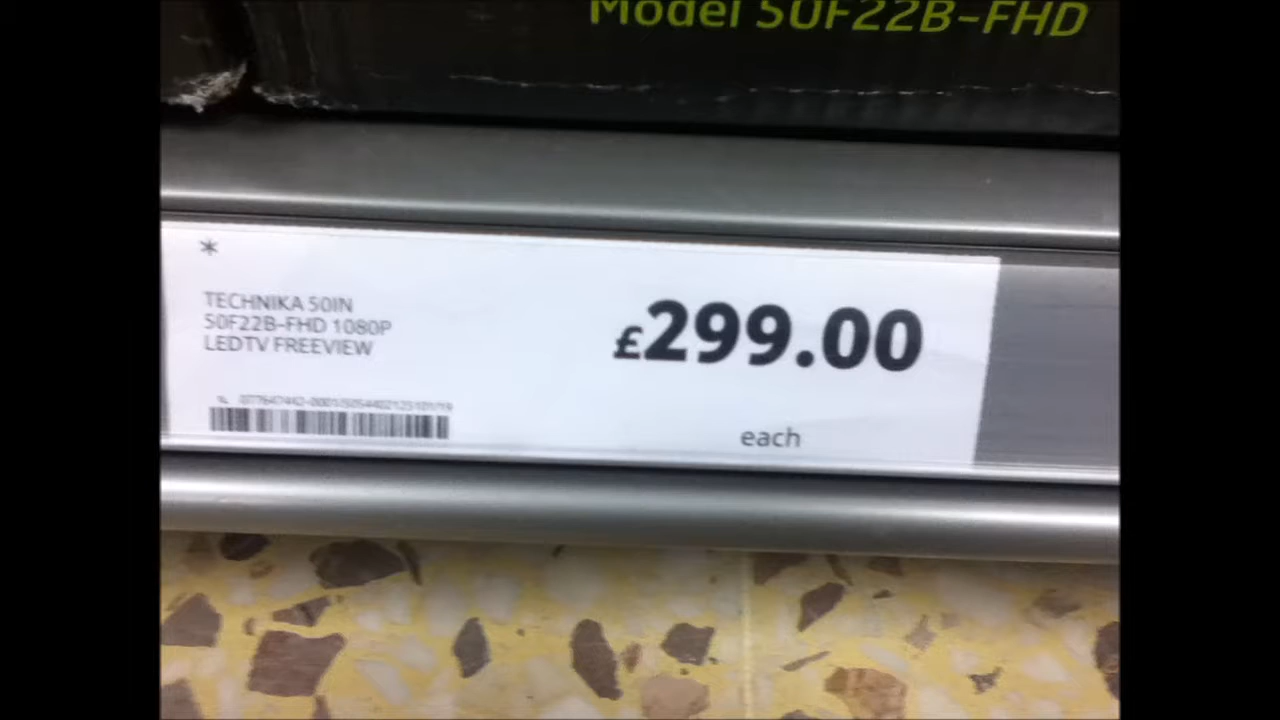 Model 50F22B-FHD
*
TECHNIKA 50IN
50F22B-FHD 1080P
LEDTV FREEVIEW
£299.00
each